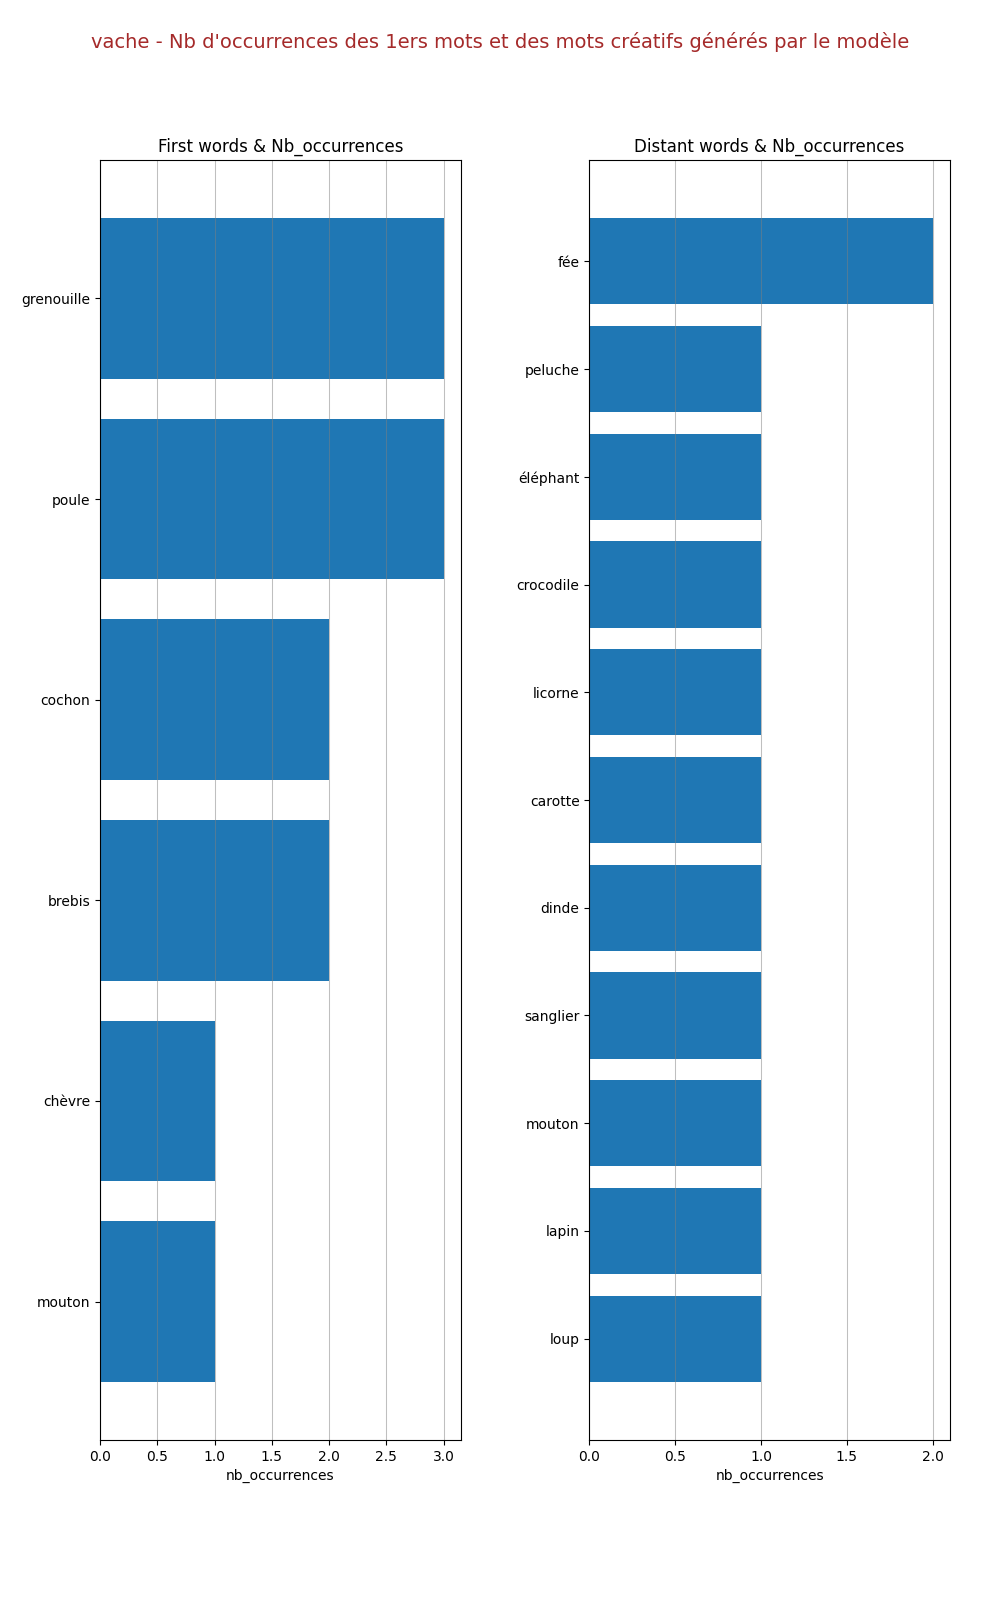 vache - Nb d'occurrences des 1ers mots et des mots créatifs générés par le modèle
First words & Nb_occurrences
grenouille
poule
cochon
brebis
chèvre
mouton
0.0 0.5 1.0 1.5 2.0 2.5 3.0
nb_occurrences
Distant words & Nb_occurrences
fée
peluche
éléphant
crocodile
licorne
carotte
dinde
sanglier
mouton
lapin
loup
0.0 0.5 1.0 1.5 2.0
nb_occurrences